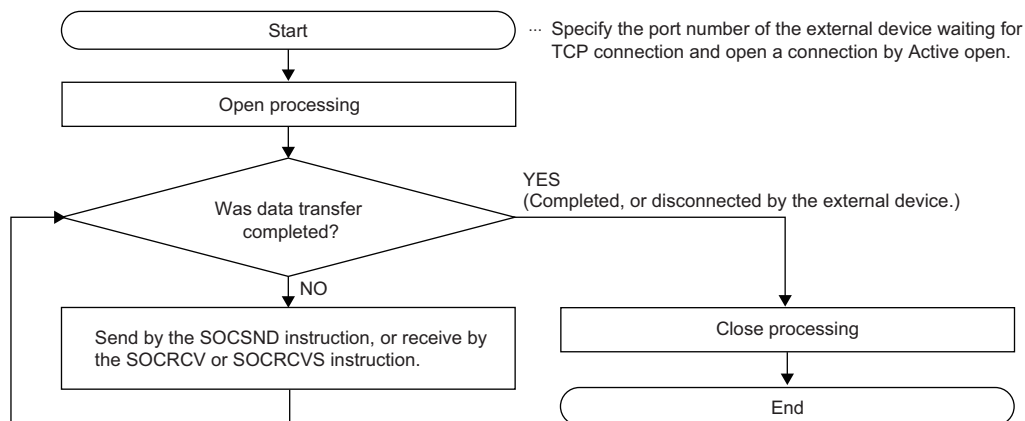 Start
··· Specify the port number of the external device waiting for
TCP connection and open a connection by Active open.
Open processing
Was data transfer
completed?
YES
(Completed, or disconnected by the external device.)
NO
Send by the SOCSND instruction, or receive by
the SOCRCV or SOCRCVS instruction.
Close processing
End